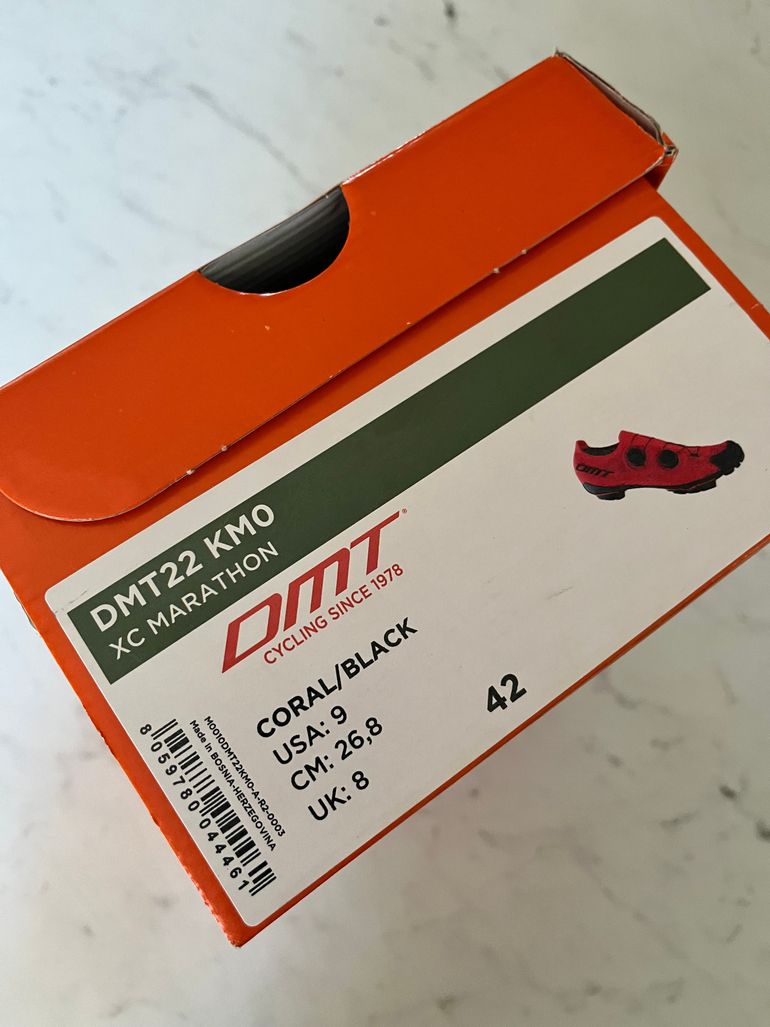 DMT22 KM0
XC MARATHON
DMT®
CYCLING SINCE 1978
CORAL/BLACK
USA: 9
CM: 26,8
UK: 8
42
M0010DMT22KM0-A-R2-0003
Made in BOSNIA-HERZEGOVINA
8 059780 044461
DMT